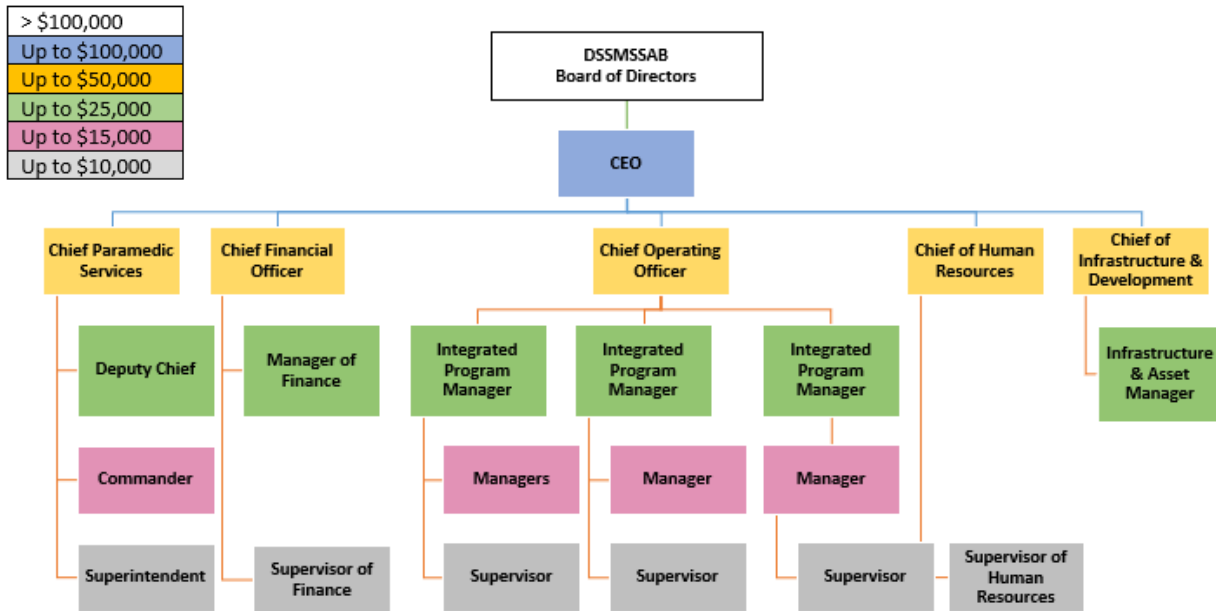 > $100,000
Up to $100,000
Up to $50,000
Up to $25,000
Up to $15,000
Up to $10,000
DSSMSSAB
Board of Directors
CEO
Chief Paramedic
Services
Chief Financial
Officer
Chief Operating
Officer
Chief of Human
Resources
Chief of
Infrastructure &
Development
Deputy Chief
Manager of
Finance
Integrated
Program
Manager
Integrated
Program
Manager
Integrated
Program
Manager
Infrastructure
& Asset
Manager
Commander
Managers
Manager
Manager
Superintendent
Supervisor of
Finance
Supervisor
Supervisor
Supervisor
Supervisor of
Human
Resources